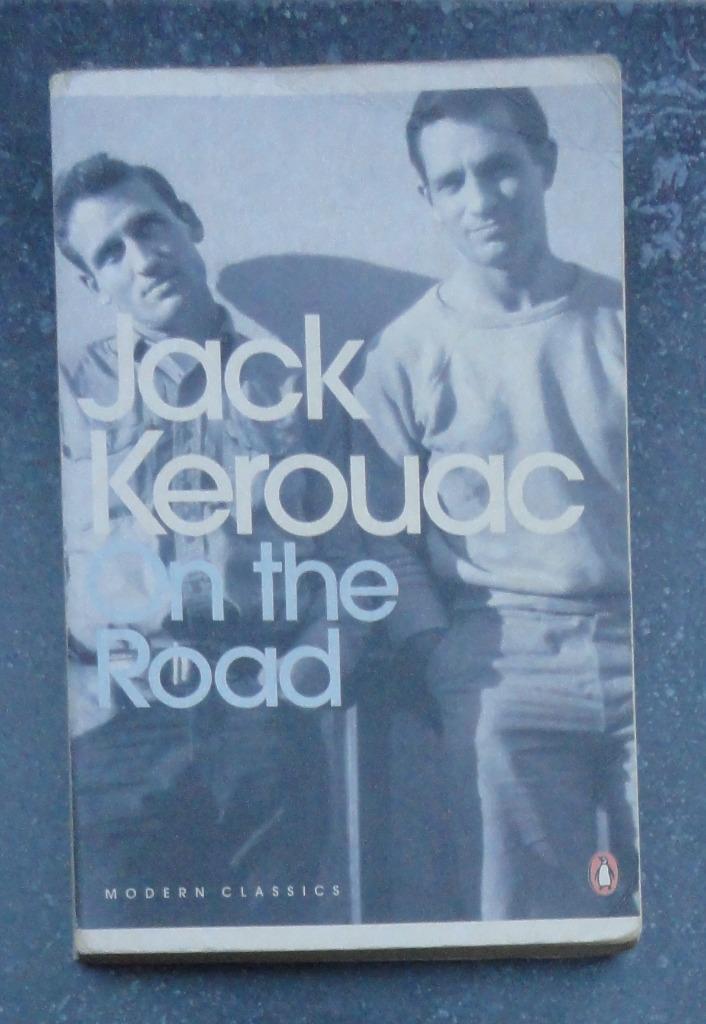 Jack
Kerouac
On the
Road
MODERN CLASSICS